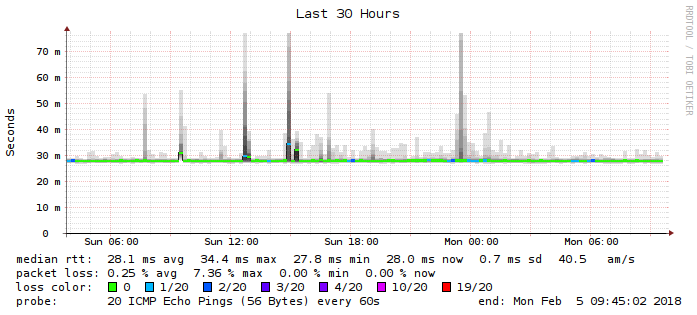 Last 30 Hours
RRDTOOL / TOBI OETIKER
Seconds
70 m
60 m
50 m
40 m
30 m
20 m
10 m
0
Sun 06:00 Sun 12:00 Sun 18:00 Mon 00:00 Mon 06:00
median rtt: 28.1 ms avg 34.4 ms max 27.8 ms min 28.0 ms now 0.7 ms sd 40.5 am/s
packet loss: 0.25 % avg 7.36 % max 0.00 % min 0.00 % now
loss color: 0 1/20 2/20 3/20 4/20 10/20 19/20
probe: 20 ICMP Echo Pings (56 Bytes) every 60s end: Mon Feb 5 09:45:02 2018